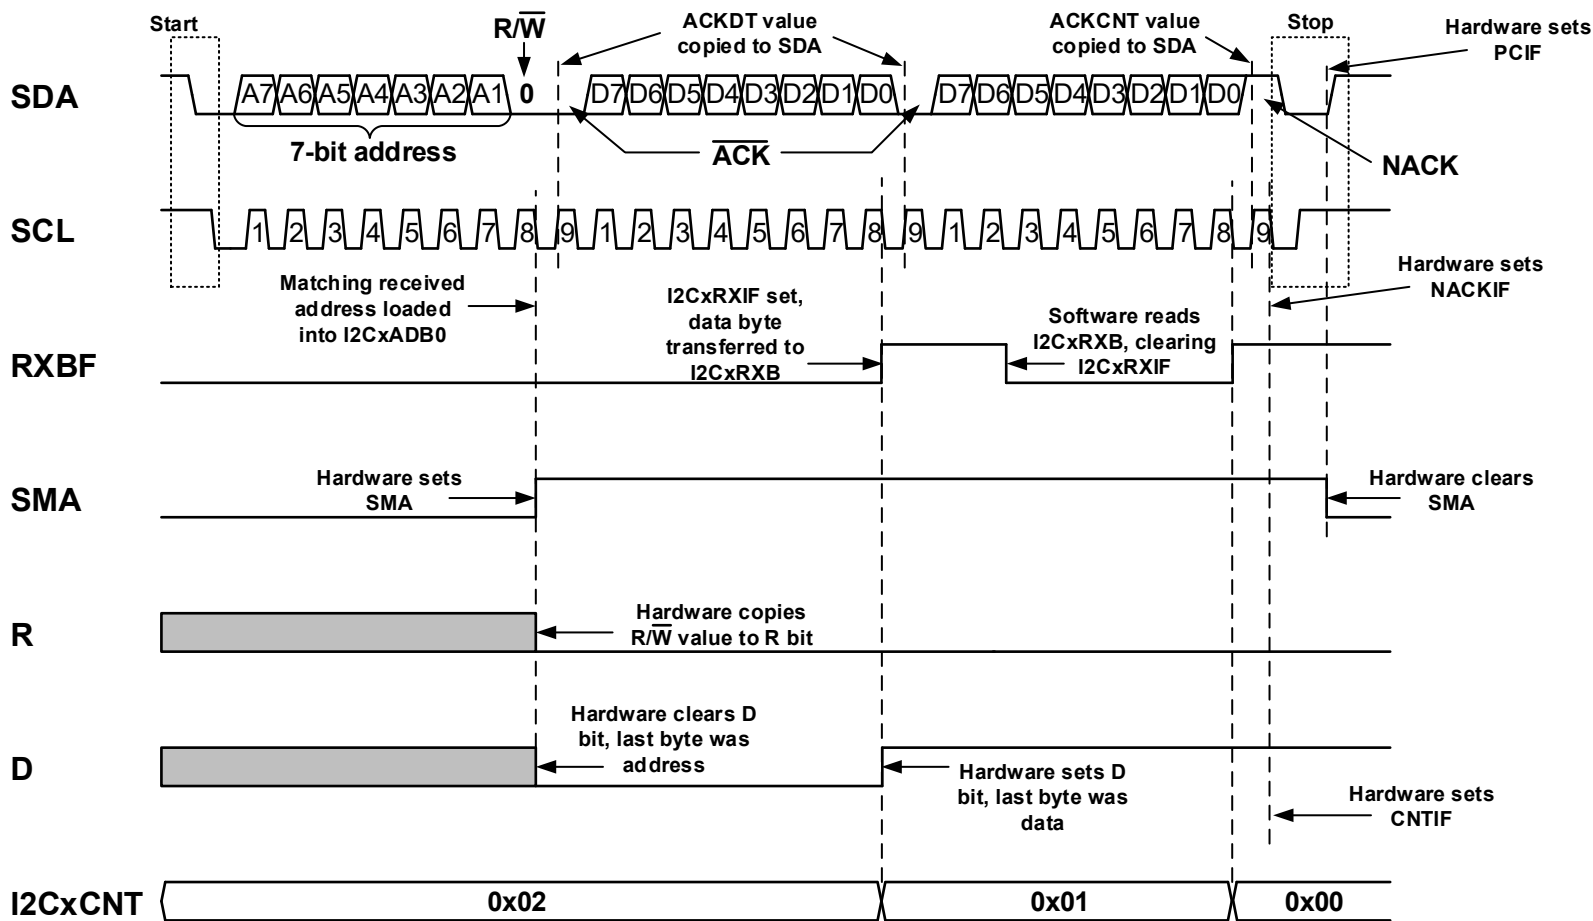 Start
R/W
ACKDT value
copied to SDA
ACKCNT value
copied to SDA
Stop
Hardware sets
PCIF
SDA
A7 A6 A5 A4 A3 A2 A1 0 D7 D6 D5 D4 D3 D2 D1 D0 D7 D6 D5 D4 D3 D2 D1 D0
7-bit address
ACK
NACK
SCL
1 2 3 4 5 6 7 8 9 1 2 3 4 5 6 7 8 9 1 2 3 4 5 6 7 8 9
Matching received
address loaded
into I2CxADB0
I2CxRXIF set,
data byte
transferred to
I2CxRXB
Software reads
I2CxRXB, clearing
I2CxRXIF
Hardware sets
NACKIF
RXBF
SMA
Hardware sets
SMA
Hardware clears
SMA
R
Hardware copies
R/W value to R bit
D
Hardware clears D
bit, last byte was
address
Hardware sets D
bit, last byte was
data
Hardware sets
CNTIF
I2CxCNT
0x02 0x01 0x00